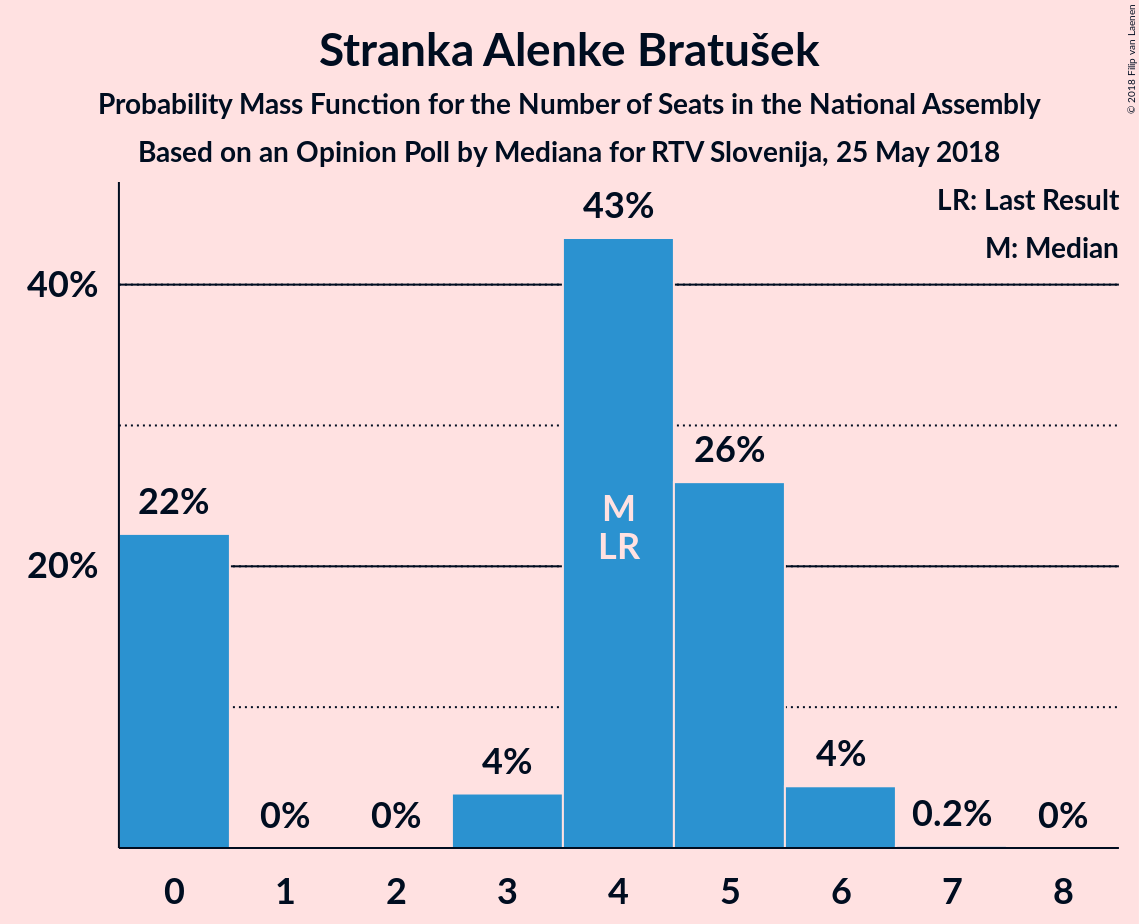 Stranka Alenke Bratušek
Probability Mass Function for the Number of Seats in the National Assembly
Based on an Opinion Poll by Mediana for RTV Slovenija, 25 May 2018
© 2018 Filip van Laenen
LR: Last Result
M: Median
43%
40%
26%
22%
M
LR
20%
4%
4%
0%
0%
0.2%
0%
0 1 2 3 4 5 6 7 8